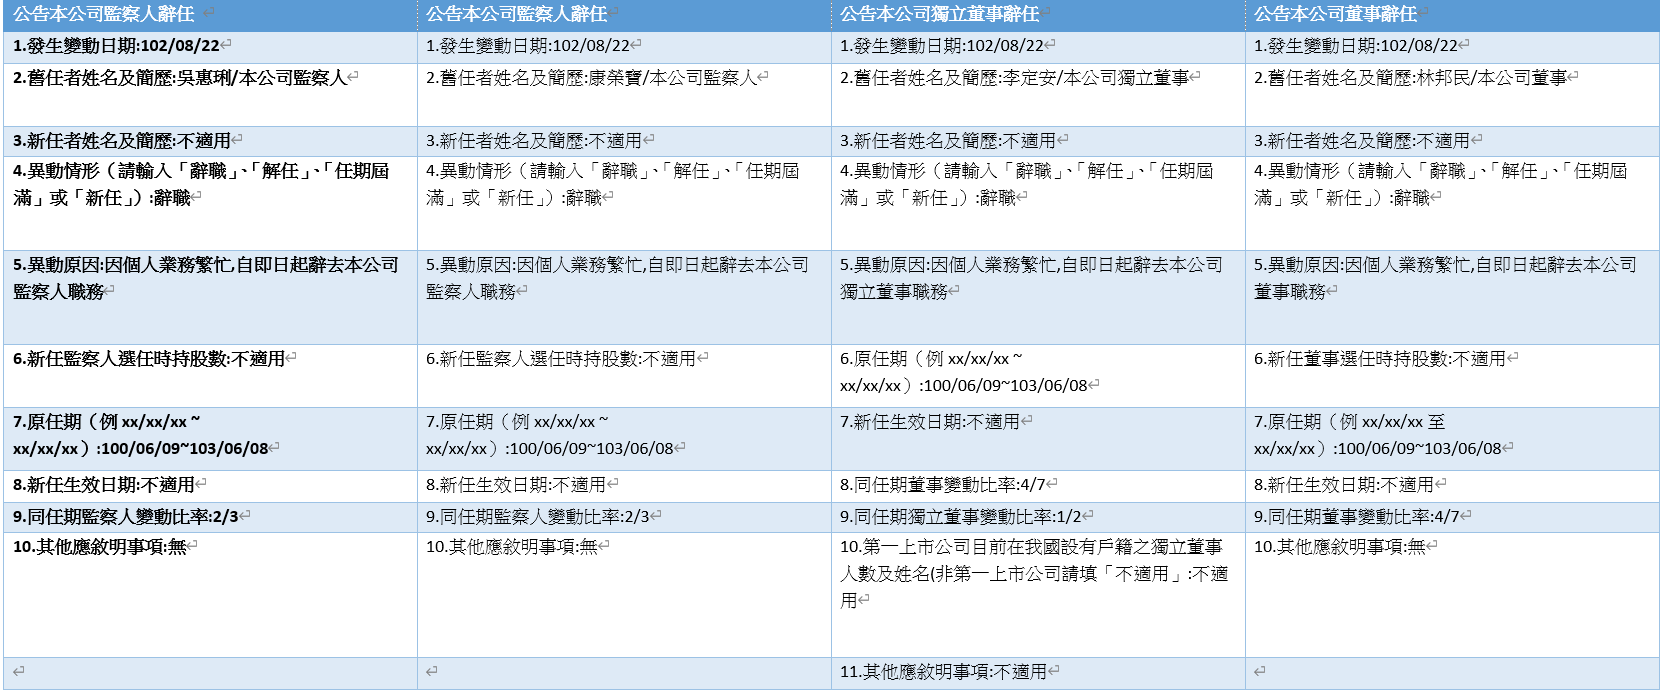 公告本公司監察人辭任
公告本公司監察人辭任
公告本公司獨立董事辭任
公告本公司董事辭任
1.發生變動日期:102/08/22
1.發生變動日期:102/08/22
1.發生變動日期:102/08/22
1.發生變動日期:102/08/22
2.舊任者姓名及簡歷:吳惠琍/本公司監察人
2.舊任者姓名及簡歷:康榮寶/本公司監察人
2.舊任者姓名及簡歷:李定安/本公司獨立董事
2.舊任者姓名及簡歷:林邦民/本公司董事
3.新任者姓名及簡歷:不適用
3.新任者姓名及簡歷:不適用
3.新任者姓名及簡歷:不適用
3.新任者姓名及簡歷:不適用
4.異動情形（請輸入「辭職」、「解任」、「任期屆
滿」或「新任」）:辭職
4.異動情形（請輸入「辭職」、「解任」、「任期屆
滿」或「新任」）:辭職
4.異動情形（請輸入「辭職」、「解任」、「任期屆
滿」或「新任」）:辭職
4.異動情形（請輸入「辭職」、「解任」、「任期屆
滿」或「新任」）:辭職
5.異動原因:因個人業務繁忙,自即日起辭去本公司
監察人職務
5.異動原因:因個人業務繁忙,自即日起辭去本公司
監察人職務
5.異動原因:因個人業務繁忙,自即日起辭去本公司
獨立董事職務
5.異動原因:因個人業務繁忙,自即日起辭去本公司
董事職務
6.新任監察人選任時持股數:不適用
6.新任監察人選任時持股數:不適用
6.原任期（例 xx/xx/xx ~
xx/xx/xx）:100/06/09~103/06/08
6.新任董事選任時持股數:不適用
7.原任期（例 xx/xx/xx ~
xx/xx/xx）:100/06/09~103/06/08
7.原任期（例 xx/xx/xx ~
xx/xx/xx）:100/06/09~103/06/08
7.新任生效日期:不適用
7.原任期（例 xx/xx/xx 至
xx/xx/xx）:100/06/09~103/06/08
8.新任生效日期:不適用
8.新任生效日期:不適用
8.同任期董事變動比率:4/7
8.新任生效日期:不適用
9.同任期監察人變動比率:2/3
9.同任期監察人變動比率:2/3
9.同任期獨立董事變動比率:1/2
9.同任期董事變動比率:4/7
10.其他應敘明事項:無
10.其他應敘明事項:無
10.第一上市公司目前在我國設有戶籍之獨立董事
人數及姓名(非第一上市公司請填「不適用」:不適
用
10.其他應敘明事項:無
11.其他應敘明事項:不適用